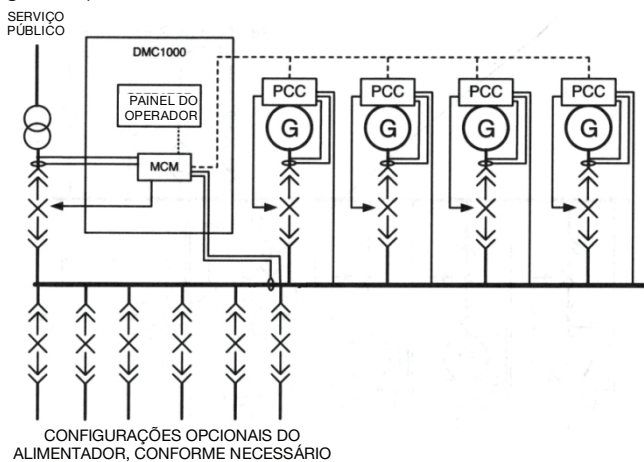 SERVIÇO
PÚBLICO
DMC1000
PAINEL DO
OPERADOR
MCM
PCC
PCC
PCC
PCC
G
G
G
G
CONFIGURAÇÕES OPCIONAIS DO
ALIMENTADOR, CONFORME NECESSÁRIO